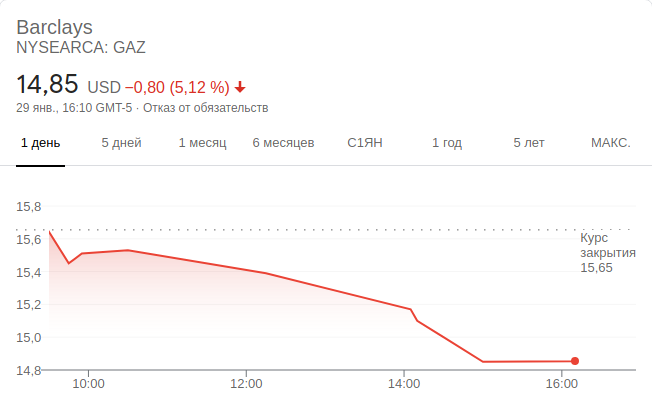 Barclays
NYSEARCA: GAZ
14,85 USD −0,80 (5,12 %)
29 янв., 16:10 GMT-5 · Отказ от обязательств
1 день 5 дней 1 месяц 6 месяцев С1ЯН 1 год 5 лет МАКС.
15,8
15,6
15,4
15,2
15,0
14,8
Курс
закрытия
15,65
10:00 12:00 14:00 16:00